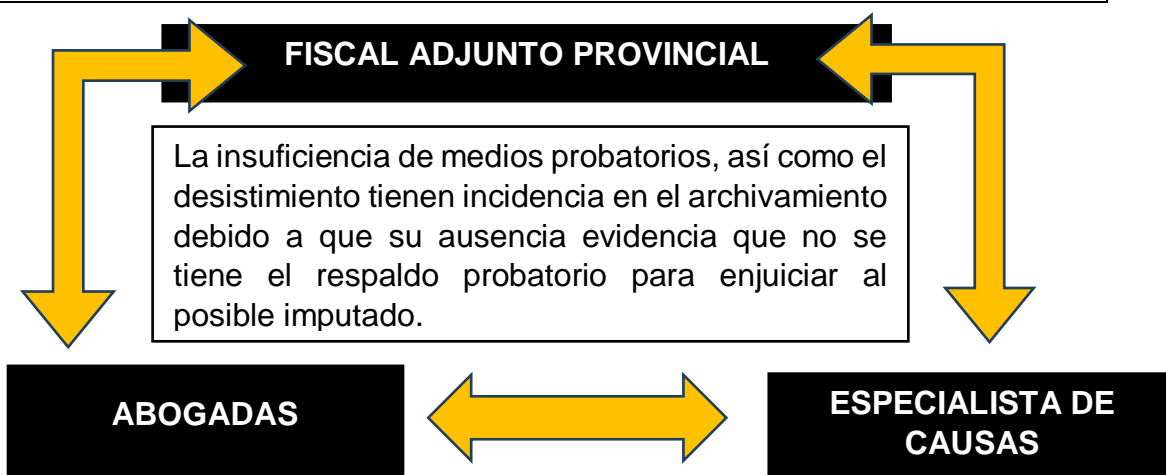 FISCAL ADJUNTO PROVINCIAL
La insuficiencia de medios probatorios, así como el
desistimiento tienen incidencia en el archivamiento
debido a que su ausencia evidencia que no se
tiene el respaldo probatorio para enjuiciar al
posible imputado.
ABOGADAS
ESPECIALISTA DE
CAUSAS